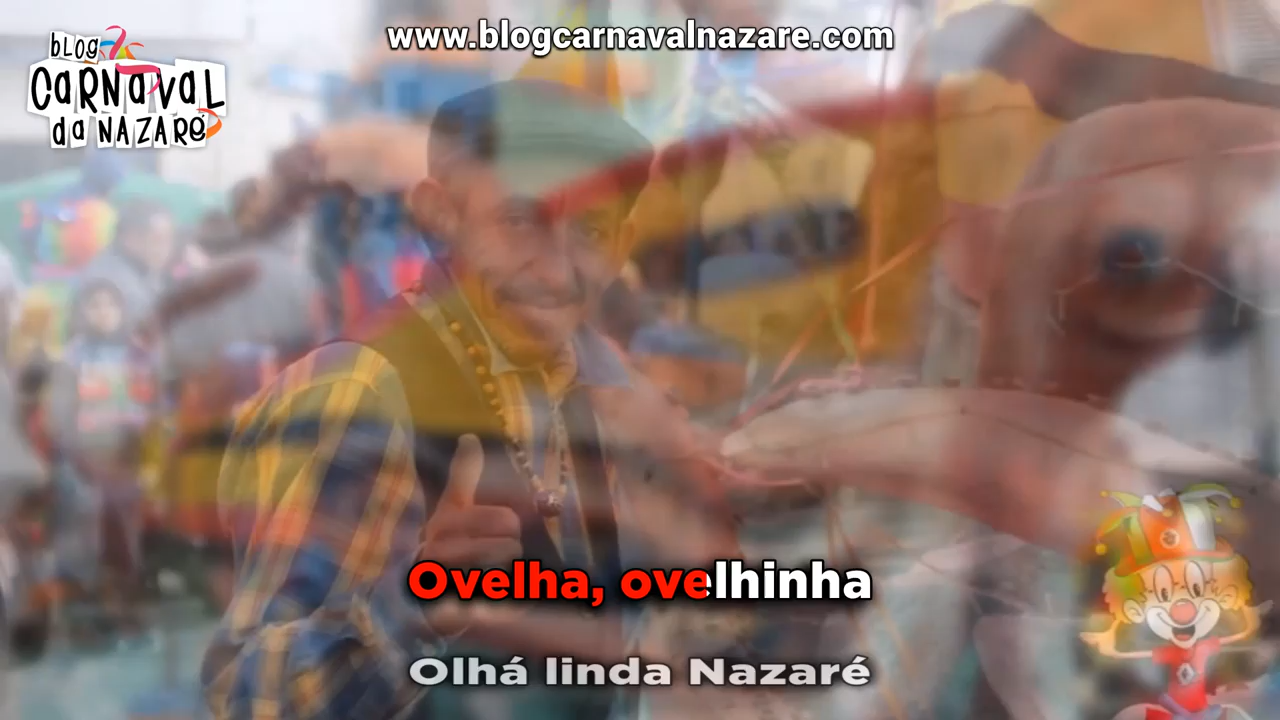 www.blogcarnavalnazare.com
blog
CaRNaVaL
da NAZARé
Ovelha, ovelhinha
Olhá linda Nazaré